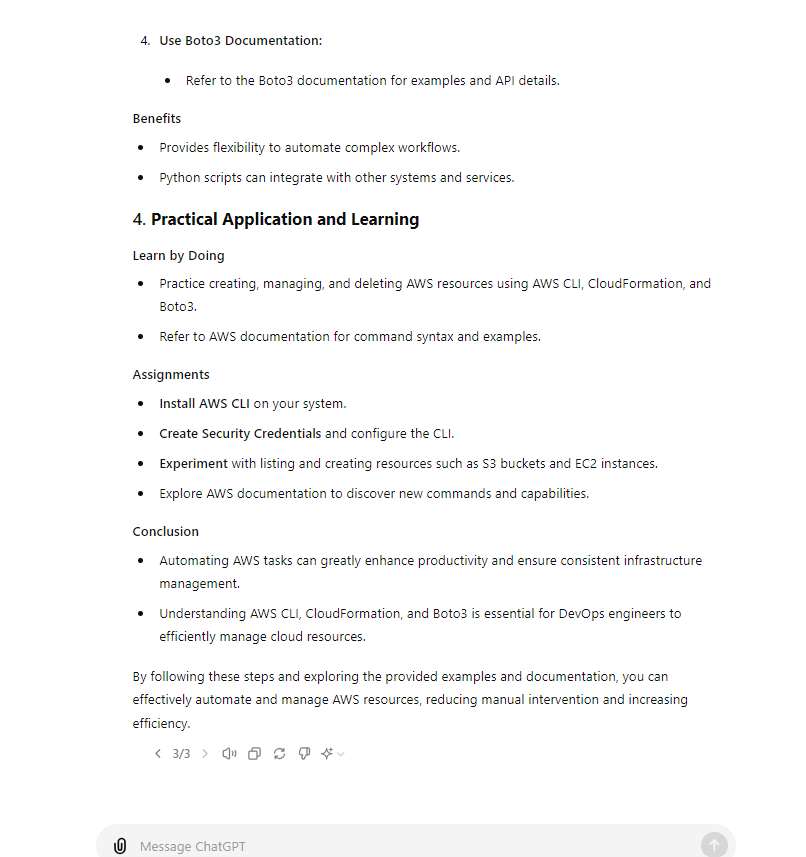 4. Use Boto3 Documentation:
• Refer to the Boto3 documentation for examples and API details.
Benefits
• Provides flexibility to automate complex workflows.
• Python scripts can integrate with other systems and services.
4. Practical Application and Learning
Learn by Doing
• Practice creating, managing, and deleting AWS resources using AWS CLI, CloudFormation, and
Boto3.
• Refer to AWS documentation for command syntax and examples.
Assignments
• Install AWS CLI on your system.
• Create Security Credentials and configure the CLI.
• Experiment with listing and creating resources such as S3 buckets and EC2 instances.
• Explore AWS documentation to discover new commands and capabilities.
Conclusion
• Automating AWS tasks can greatly enhance productivity and ensure consistent infrastructure
management.
• Understanding AWS CLI, CloudFormation, and Boto3 is essential for DevOps engineers to
efficiently manage cloud resources.
By following these steps and exploring the provided examples and documentation, you can
effectively automate and manage AWS resources, reducing manual intervention and increasing
efficiency.
3/3
Message ChatGPT